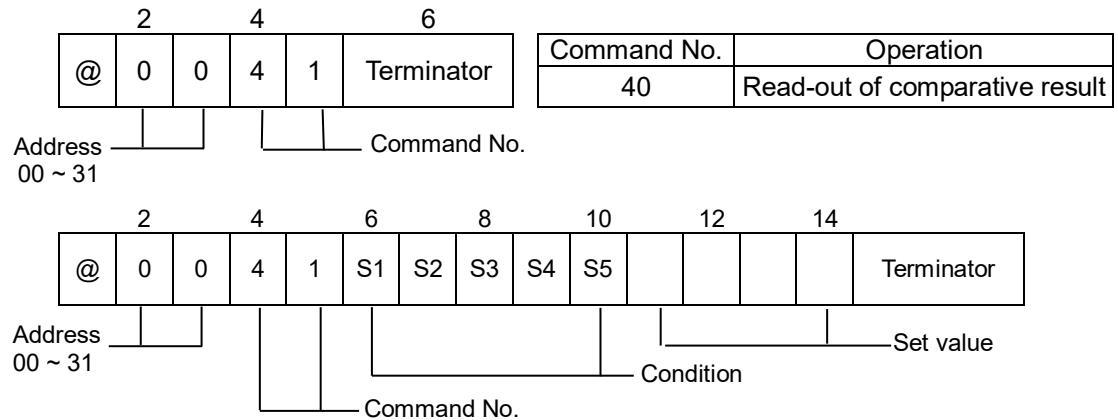 2 4 6
@ 0 0 4 1 Terminator
Command No. Operation
40 Read-out of comparative result
Address
00 ~ 31
Command No.
2 4 6 8 10 12 14
@ 0 0 4 1 S1 S2 S3 S4 S5 Terminator
Address
00 ~ 31
Set value
Condition
Command No.